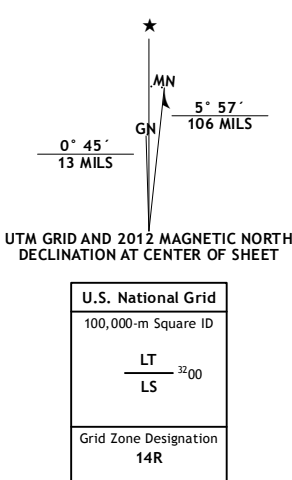 ★
MN
GN
5° 57´
106 MILS
0° 45´
13 MILS
UTM GRID AND 2012 MAGNETIC NORTH
DECLINATION AT CENTER OF SHEET
U.S. National Grid
100,000-m Square ID
LT
3200
LS
Grid Zone Designation
14R